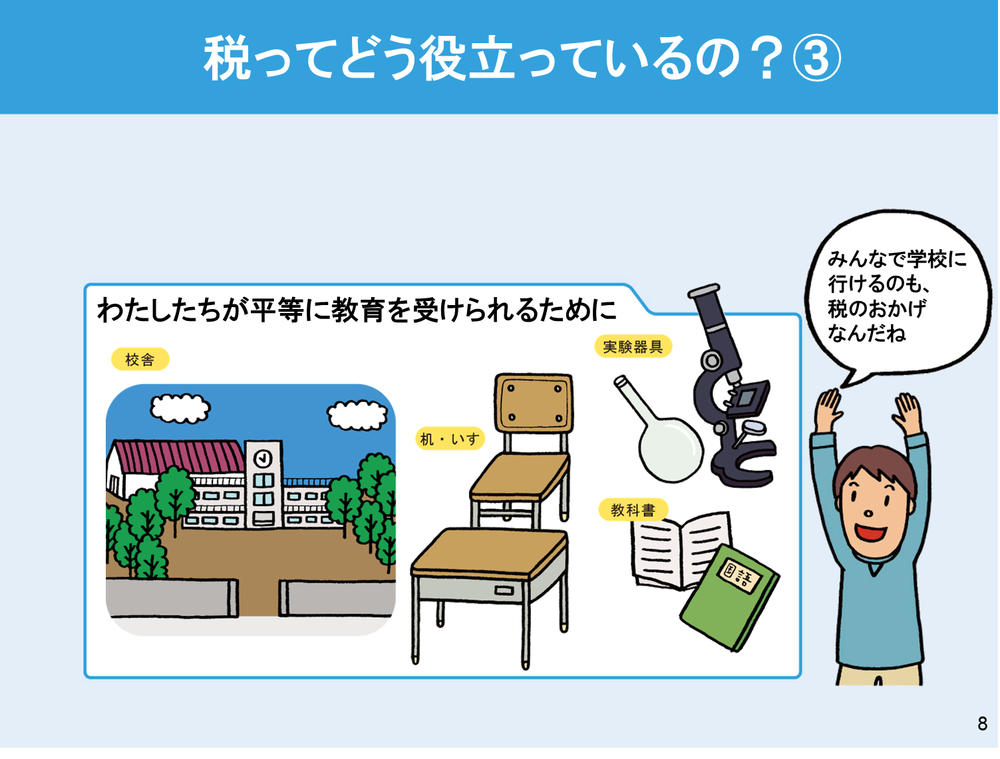 税ってどう役立っているの？③
みんなで学校に
行けるのも、
税のおかげ
なんだね
わたしたちが平等に教育を受けられるために
校舎
机・いす
実験器具
教科書
国語
8